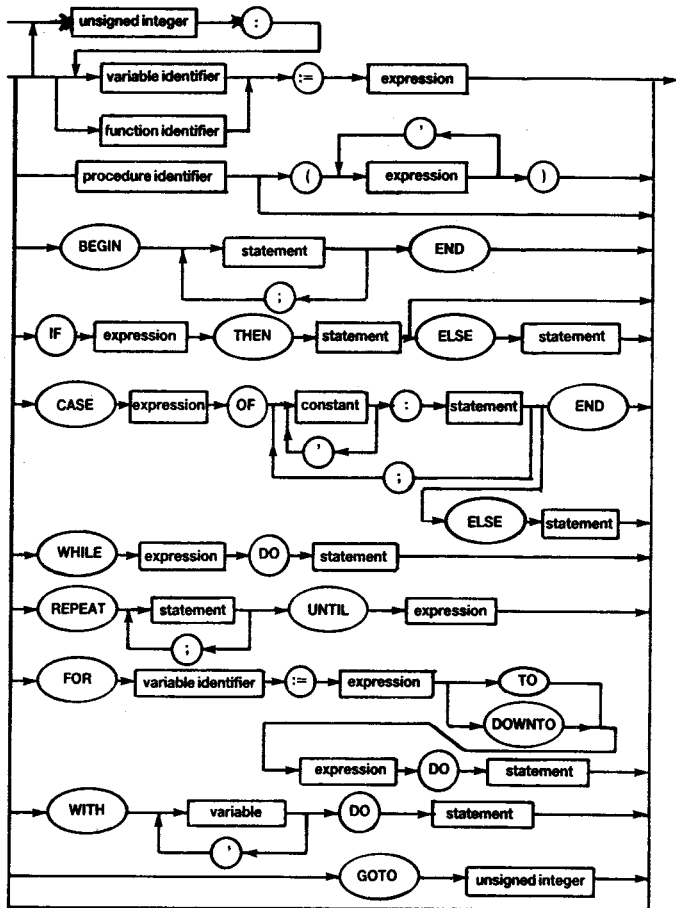 unsigned integer :
variable identifier := expression
function identifier
,
procedure identifier ( expression )
BEGIN statement END
;
IF expression THEN statement ELSE statement
CASE expression OF constant : statement END
,
;
ELSE statement
WHILE expression DO statement
REPEAT statement UNTIL expression
;
FOR variable identifier := expression TO
DOWNTO
expression DO statement
WITH variable DO statement
,
GOTO unsigned integer